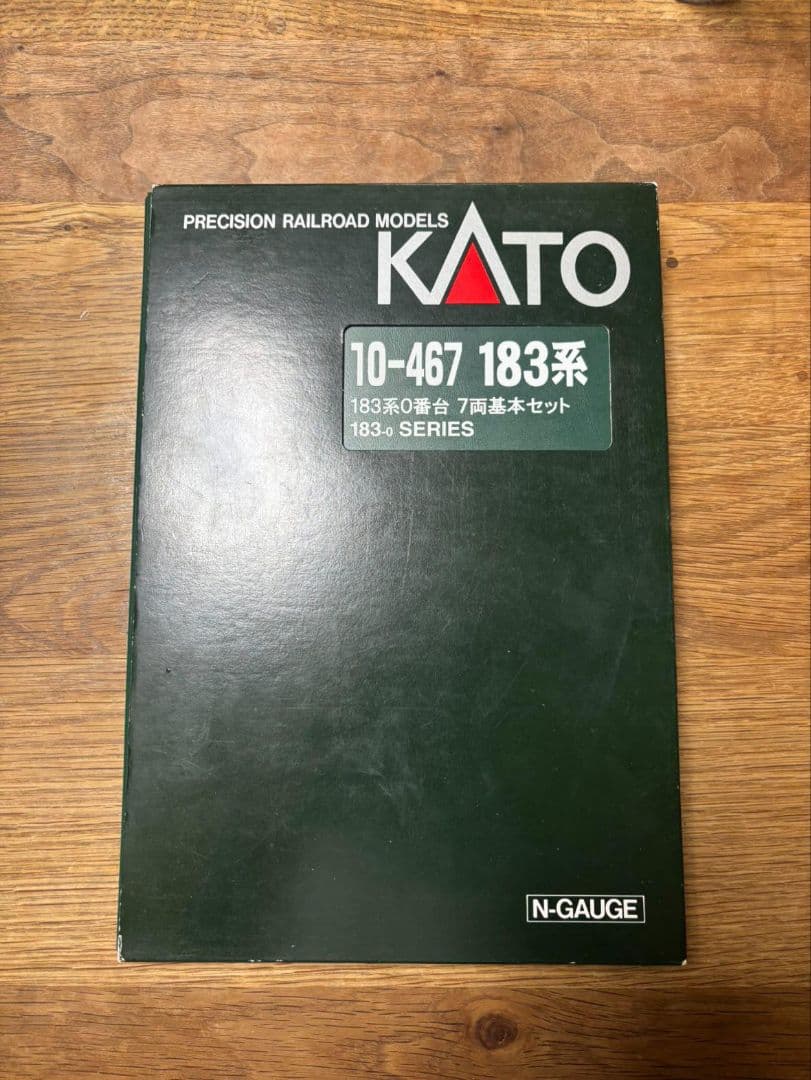 PRECISION RAILROAD MODELS
KATO
10-467 183系
183系0番台 7両基本セット
183-0 SERIES
N-GAUGE